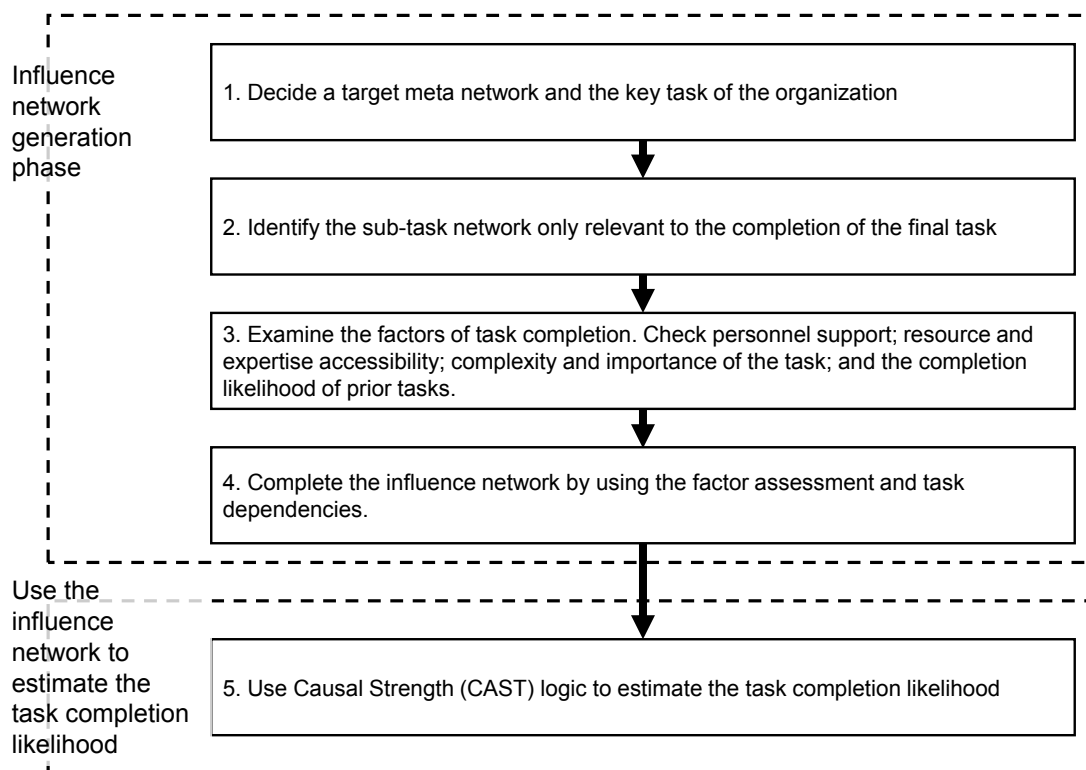 Influence
network
generation
phase
1. Decide a target meta network and the key task of the organization
2. Identify the sub-task network only relevant to the completion of the final task
3. Examine the factors of task completion. Check personnel support; resource and
expertise accessibility; complexity and importance of the task; and the completion
likelihood of prior tasks.
4. Complete the influence network by using the factor assessment and task
dependencies.
Use the
influence
network to
estimate the
task completion
likelihood
5. Use Causal Strength (CAST) logic to estimate the task completion likelihood